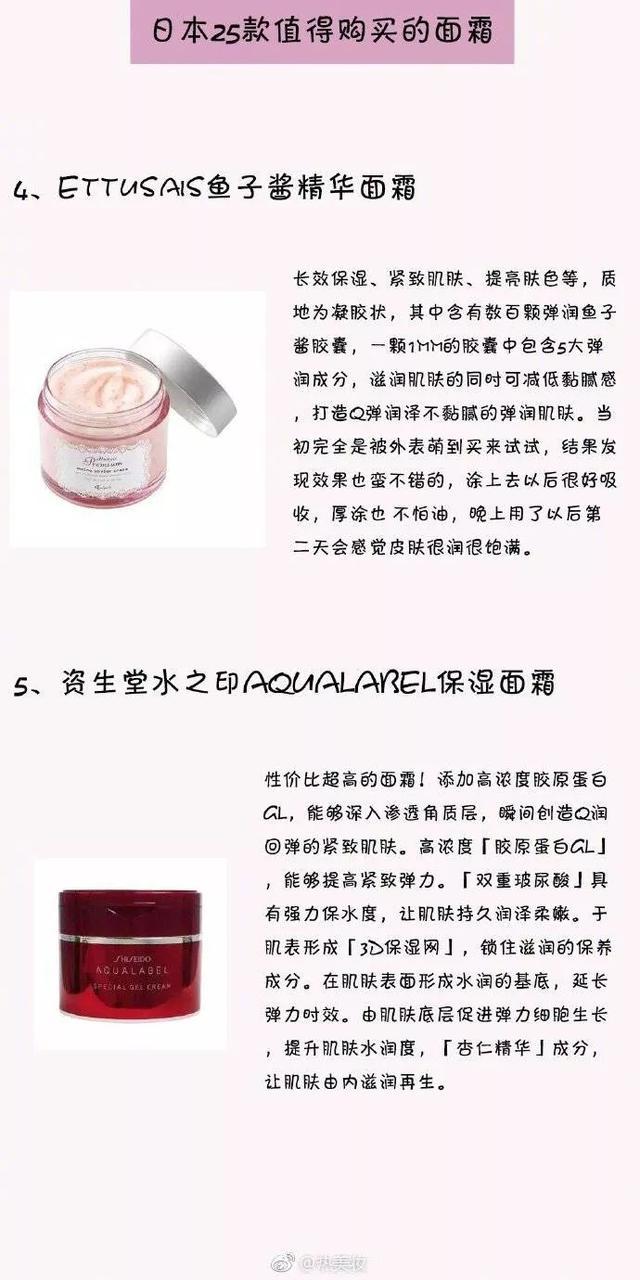 日本25款值得购买的面霜
4、ETTUSAIS鱼子酱精华面霜
长效保湿、紧致肌肤、提亮肤色等，质
地为凝胶状，其中含有数百颗弹润鱼子
酱胶囊，一颗1MM的胶囊中包含5大弹
润成分，滋润肌肤的同时可减低黏腻感
，打造Q弹润泽不黏腻的弹润肌肤。当
初完全是被外表萌到买来试试，结果发
现效果也蛮不错的，涂上去以后很好吸
收，厚涂也 不怕油，晚上用了以后第
二天会感觉皮肤很润很饱满。
Premium
5、资生堂水之印AQUALABEL保湿面霜
性价比超高的面霜！添加高浓度胶原蛋白
GL，能够深入渗透角质层，瞬间创造Q润
回弹的紧致肌肤。高浓度「胶原蛋白GL」
，能够提高紧致弹力。「双重玻尿酸」具
有强力保水度，让肌肤持久润泽柔嫩。于
肌表形成「3D保湿网」，锁住滋润的保养
成分。在肌肤表面形成水润的基底，延长
弹力时效。由肌肤底层促进弹力细胞生长
，提升肌肤水润度，「杏仁精华」成分，
让肌肤由内滋润再生。
SHISEIDO
AQUALABEL
SPECIAL GEL CREAM
@热美妆